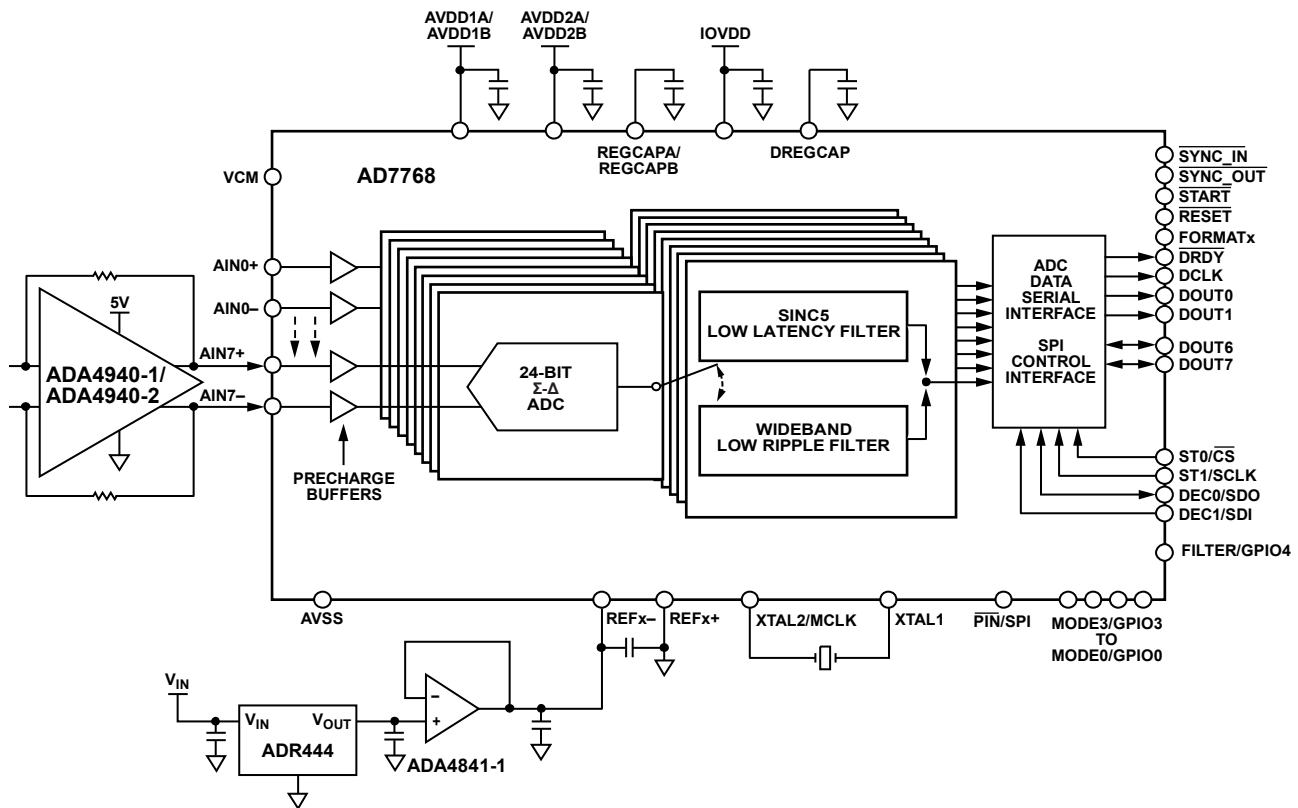 AVDD1A/
AVDD1B
AVDD2A/
AVDD2B
IOVDD
REGCAPA/
REGCAPB
DREGCAP
VCM
AD7768
SYNC_IN
SYNC_OUT
START
RESET
FORMATx
DRDY
DCLK
DOUT0
DOUT1
DOUT6
DOUT7
AIN0+
AIN0–
5V
AIN7+
AIN7–
ADA4940-1/
ADA4940-2
PRECHARGE
BUFFERS
24-BIT
Σ-Δ
ADC
SINC5
LOW LATENCY FILTER
WIDEBAND
LOW RIPPLE FILTER
ADC
DATA
SERIAL
INTERFACE
SPI
CONTROL
INTERFACE
ST0/CS
ST1/SCLK
DEC0/SDO
DEC1/SDI
FILTER/GPIO4
AVSS
REFx–
REFx+
XTAL2/MCLK
XTAL1
PIN/SPI
MODE3/GPIO3
TO
MODE0/GPIO0
VIN
VIN
VOUT
ADR444
–
+
ADA4841-1